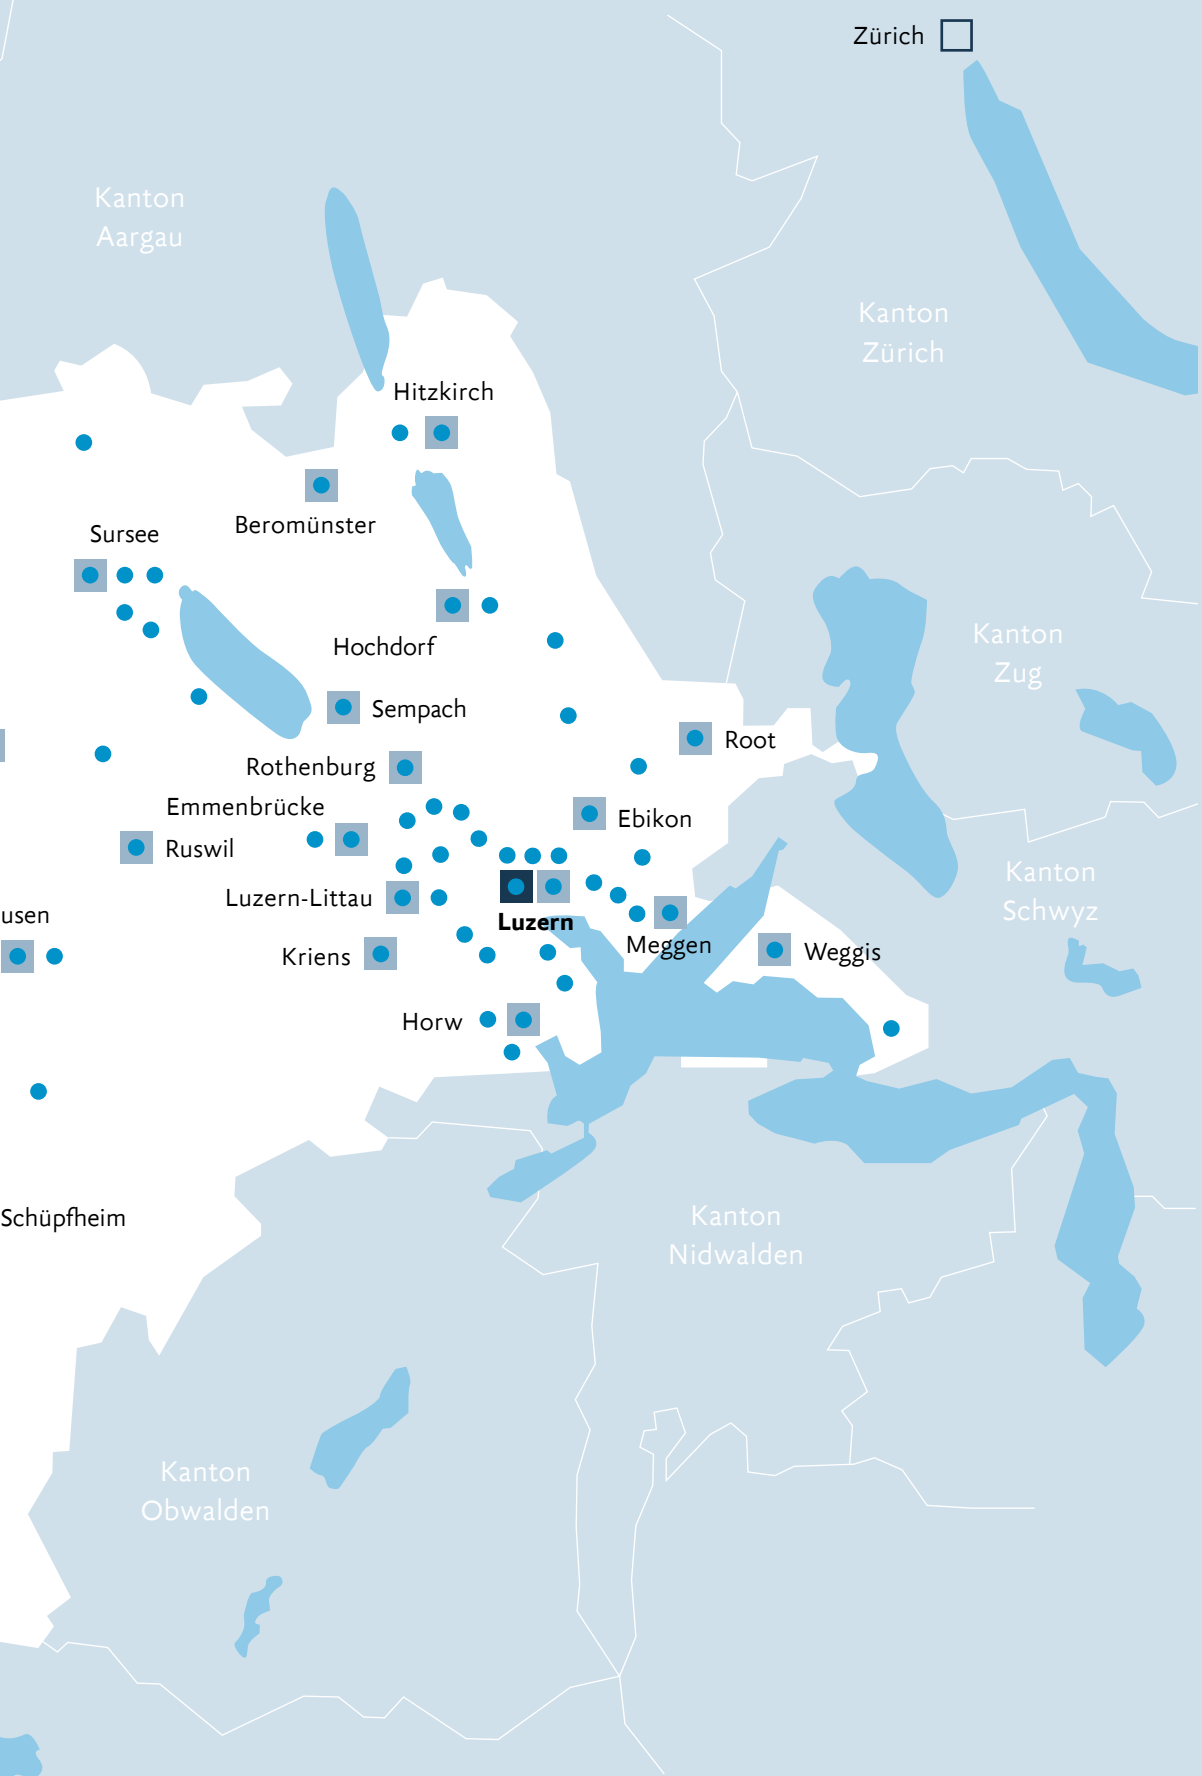 Zürich
Kanton
Aargau
Kanton
Zürich
Hitzkirch
Beromünster
Sursee
Hochdorf
Kanton
Zug
Sempach
Root
Rothenburg
Emmenbrücke
Ebikon
Ruswil
Kanton
Schwyz
Luzern-Littau
usen
Luzern
Meggen
Weggis
Kriens
Horw
Schüpfheim
Kanton
Nidwalden
Kanton
Obwalden